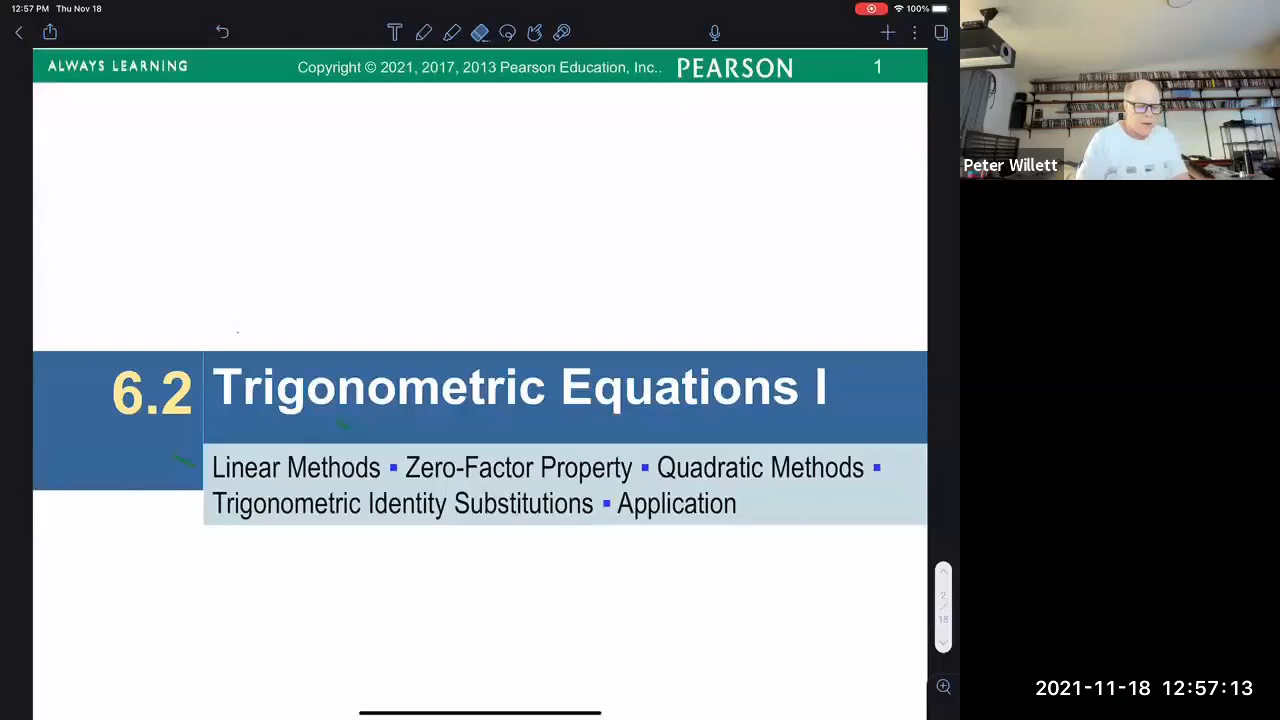 12:57 PM Thu Nov 18
100%
ALWAYS LEARNING Copyright © 2021, 2017, 2013 Pearson Education, Inc.. PEARSON 1
Peter Willett
6.2 Trigonometric Equations I
Linear Methods ▪ Zero-Factor Property ▪ Quadratic Methods ▪
Trigonometric Identity Substitutions ▪ Application
2
/
18
2021-11-18 12:57:13